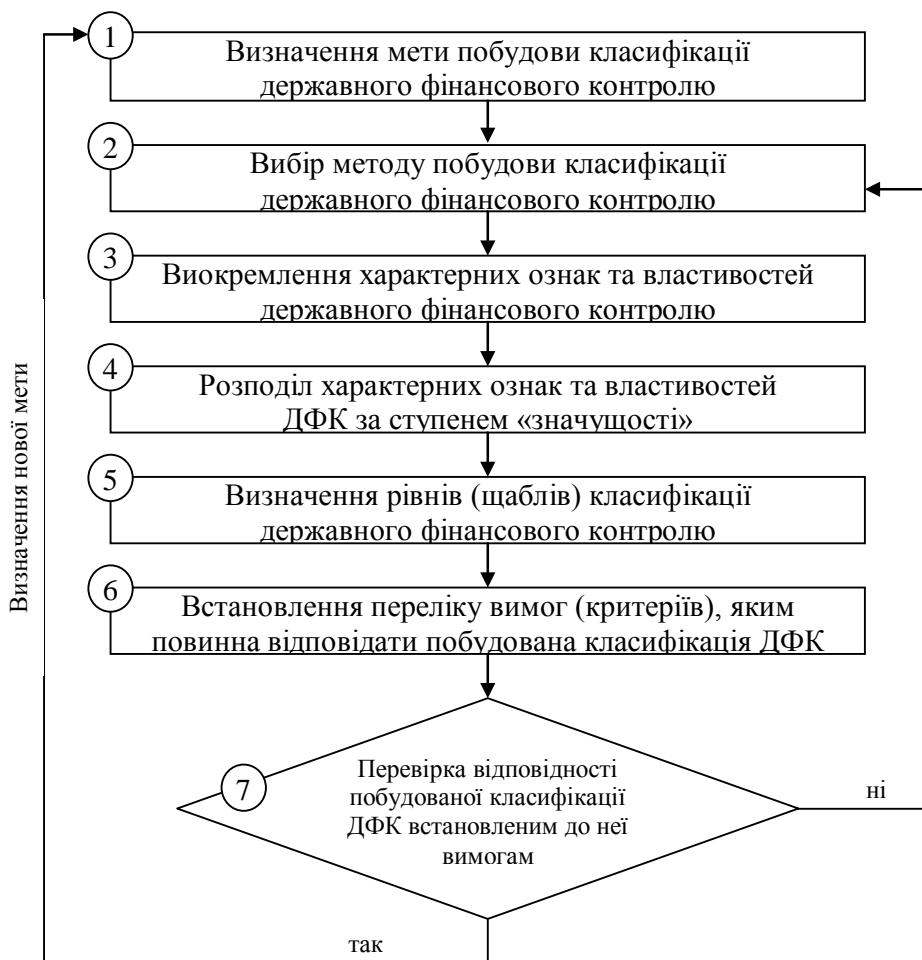 1
Визначення мети побудови класифікації
державного фінансового контролю
2
Вибір методу побудови класифікації
державного фінансового контролю
3
Виокремлення характерних ознак та властивостей
державного фінансового контролю
4
Розподіл характерних ознак та властивостей
ДФК за ступенем «значущості»
5
Визначення рівнів (щаблів) класифікації
державного фінансового контролю
6
Встановлення переліку вимог (критеріїв), яким
повинна відповідати побудована класифікація ДФК
Визначення нової мети
7
Перевірка відповідності
побудованої класифікації
ДФК встановленим до неї
вимогам
ні
так